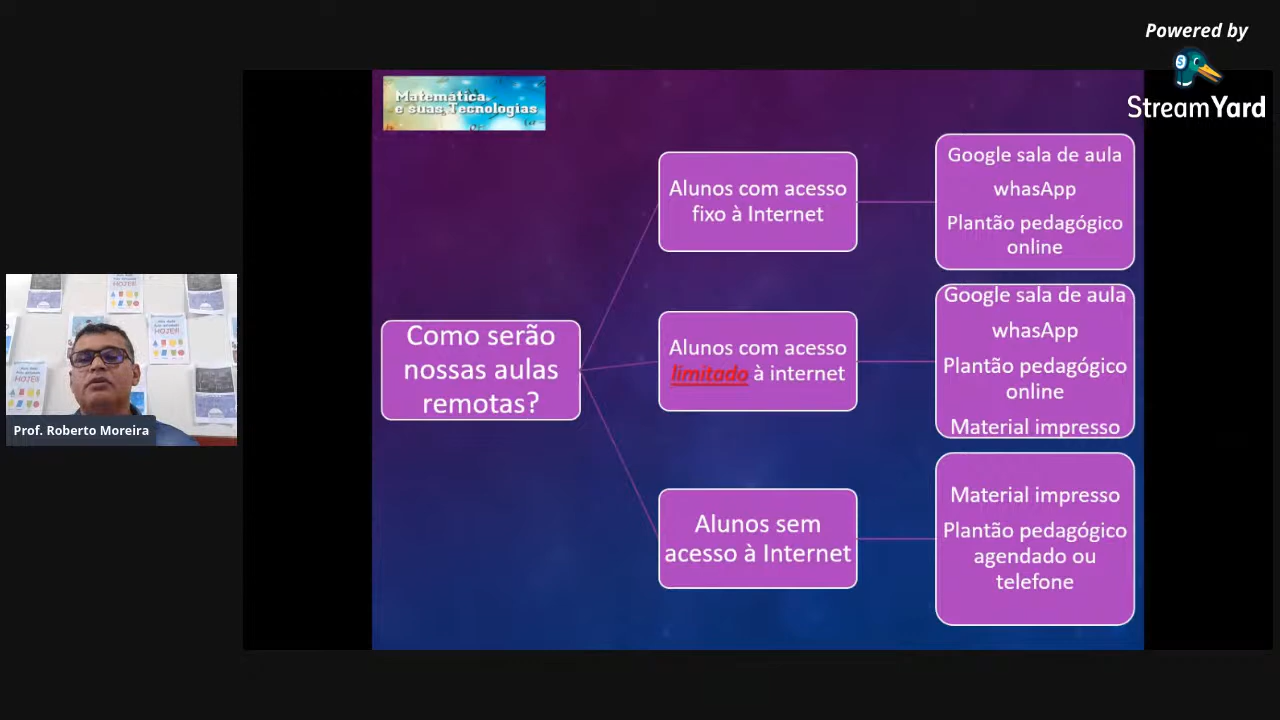 Powered by
StreamYard
Matemática
e suas Tecnologias
Como serão
nossas aulas
remotas?
Alunos com acesso
fixo à Internet
Google sala de aula
whasApp
Plantão pedagógico
online
Alunos com acesso
limitado à internet
Google sala de aula
whasApp
Plantão pedagógico
online
Material impresso
Alunos sem
acesso à Internet
Material impresso
Plantão pedagógico
agendado ou
telefone
HOJE!!
HOJE!!
HOJE!!
Prof. Roberto Moreira